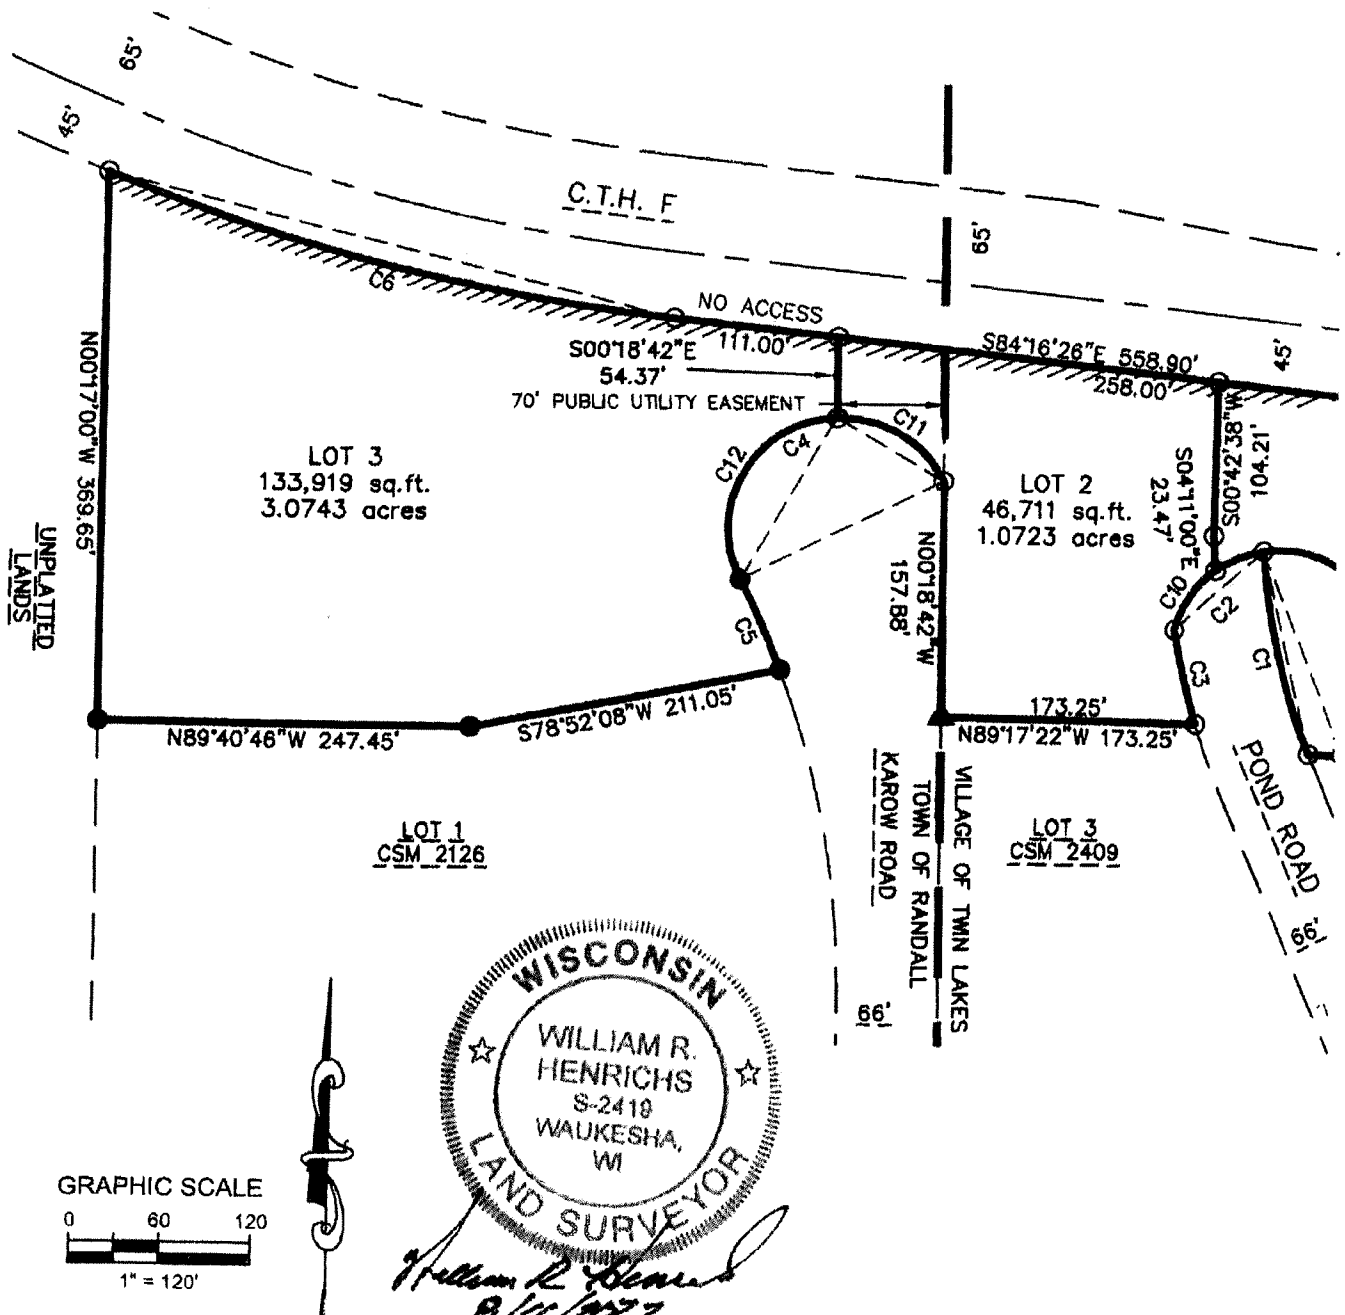 65'
45'
C.T.H. F
65'
C6
NO ACCESS
111.00'
S84°16'26"E 558.90'
258.00'
45'
S00°18'42"E
54.37'
70' PUBLIC UTILITY EASEMENT
C11
C4
C12
N00°17'00"W 369.65'
LOT 3
133,919 sq.ft.
3.0743 acres
LOT 2
46,711 sq.ft.
1.0723 acres
S00°42'38"W
104.21'
S04°11'00"E
23.47'
UNPLATTED
LANDS
N00°18'42"W
157.88'
C10
C2
C5
C3
C1
N89°40'46"W 247.45'
S78°52'08"W 211.05'
173.25'
N89°17'22"W 173.25'
POND ROAD
66'
LOT 1
CSM 2126
KAROW ROAD
TOWN OF RANDALL
VILLAGE OF TWIN LAKES
LOT 3
CSM 2409
66'
WISCONSIN
WILLIAM R.
HENRICHS
S-2419
WAUKESHA,
WI
LAND SURVEYOR
GRAPHIC SCALE
0 60 120
1" = 120'
William R Henrichs